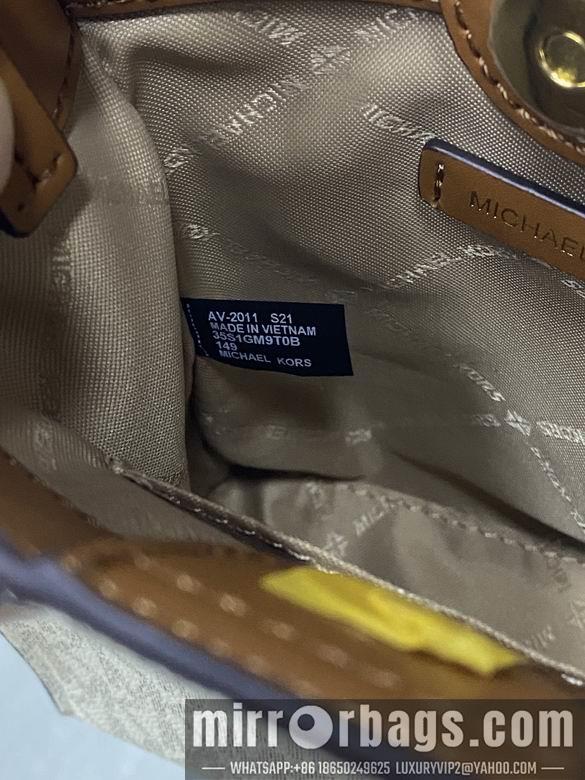 MICHAEL
AV-2011 S21
MADE IN VIETNAM
35S1GM9T0B
149
MICHAEL KORS
mirrorbags.com
WHATSAPP:+86 18650249625 LUXURYVIP2@YAHOO.COM